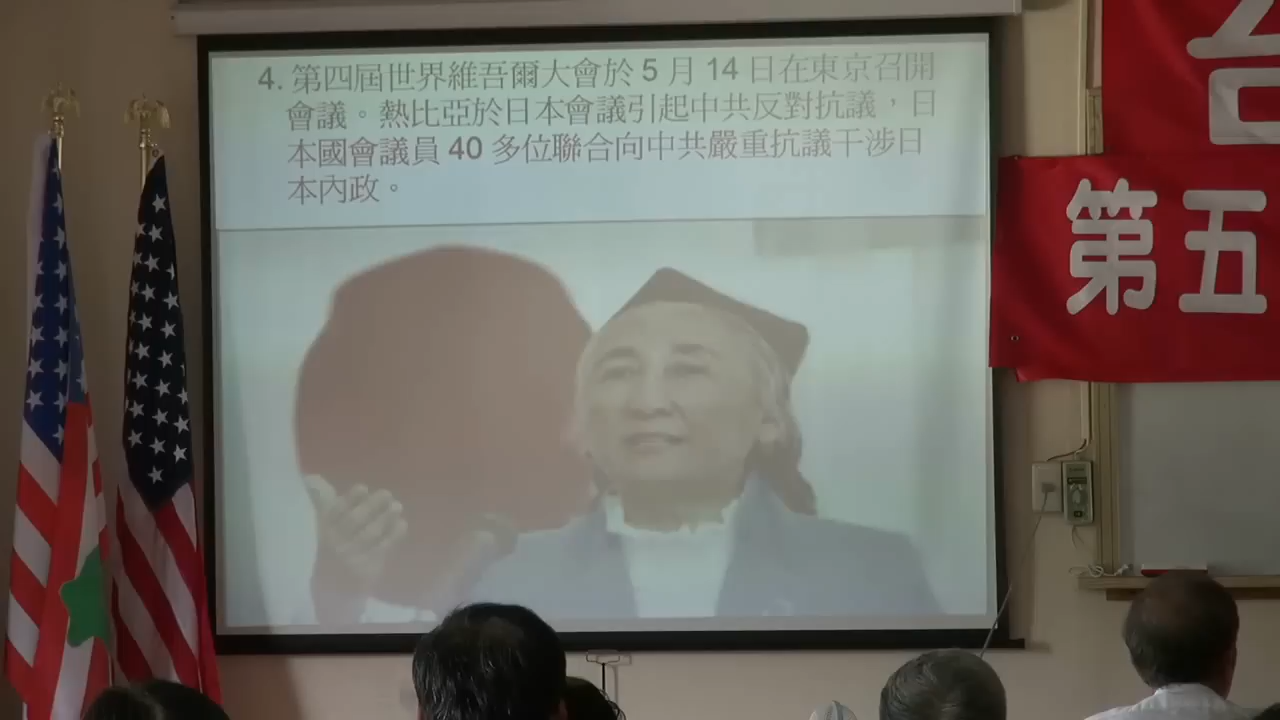 4. 第四屆世界維吾爾大會於 5 月 14 日在東京召開
會議。熱比亞於日本會議引起中共反對抗議，日
本國會議員 40 多位聯合向中共嚴重抗議干涉日
本內政。
台
第五